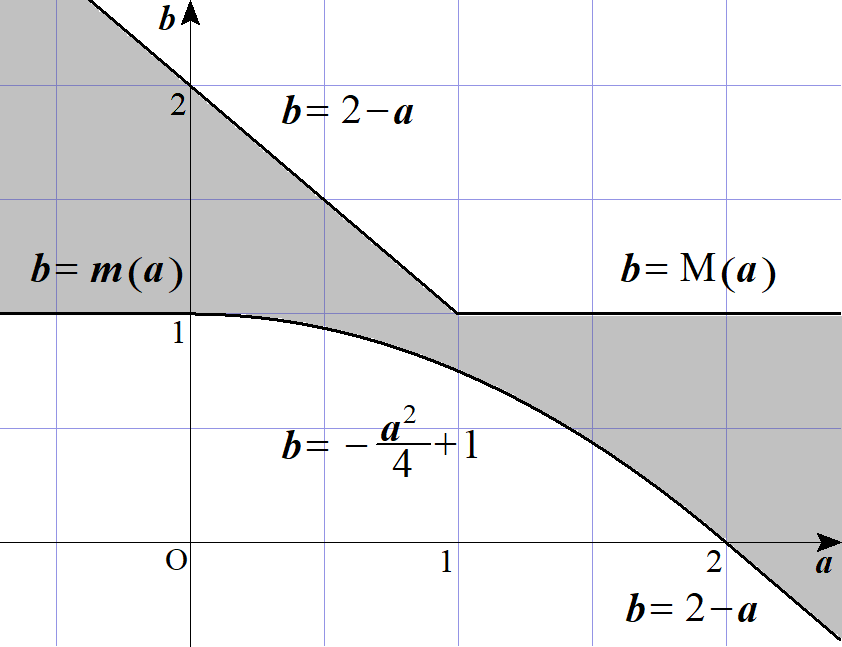 b
2
b= 2−a
b= m(a)
b= M(a)
1
b= −a²/4+1
O
1
2
a
b= 2−a